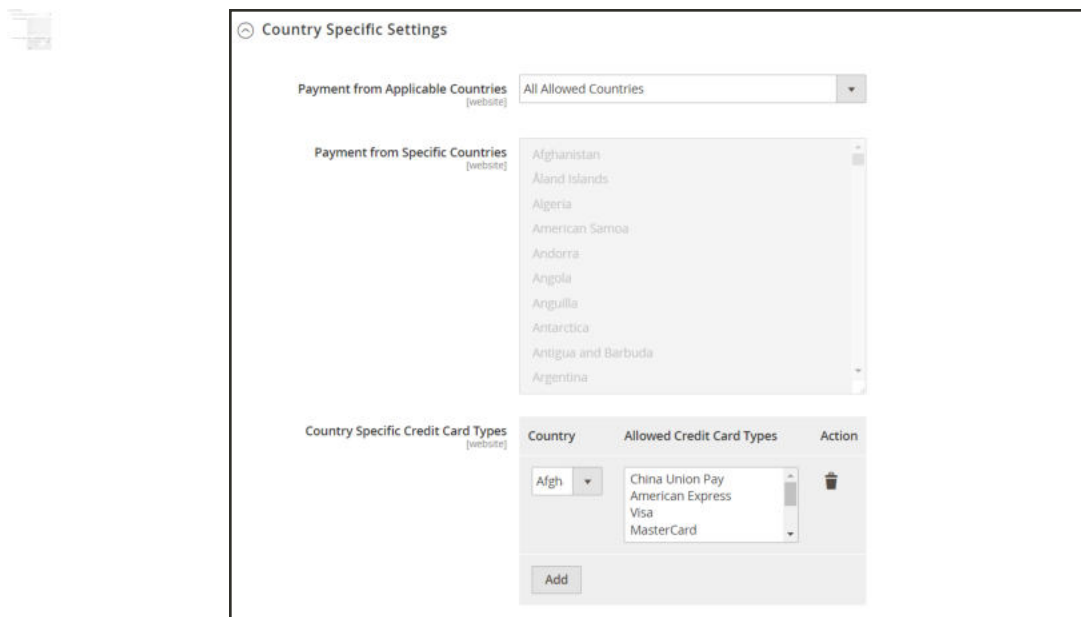 Country Specific Settings
Payment from Applicable Countries
[website]
All Allowed Countries
Payment from Specific Countries
[website]
Afghanistan
Åland Islands
Algeria
American Samoa
Andorra
Angola
Anguilla
Antarctica
Antigua and Barbuda
Argentina
Country Specific Credit Card Types
[website]
Country Allowed Credit Card Types Action
Afgh
China Union Pay
American Express
Visa
MasterCard
Add